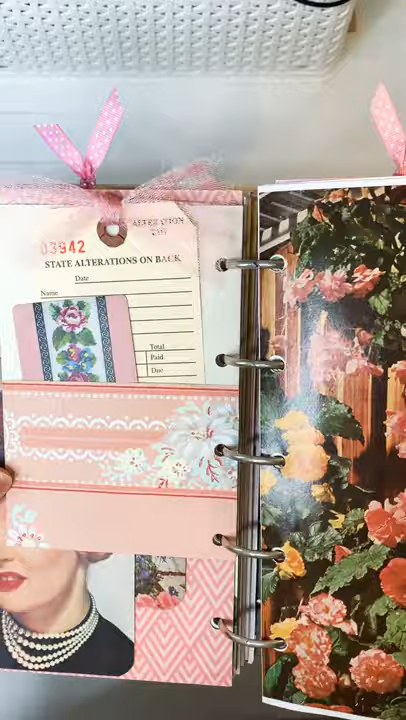 ALTERATION
TAG
03942
STATE ALTERATIONS ON BACK
Date
Name
Total
Paid
Due